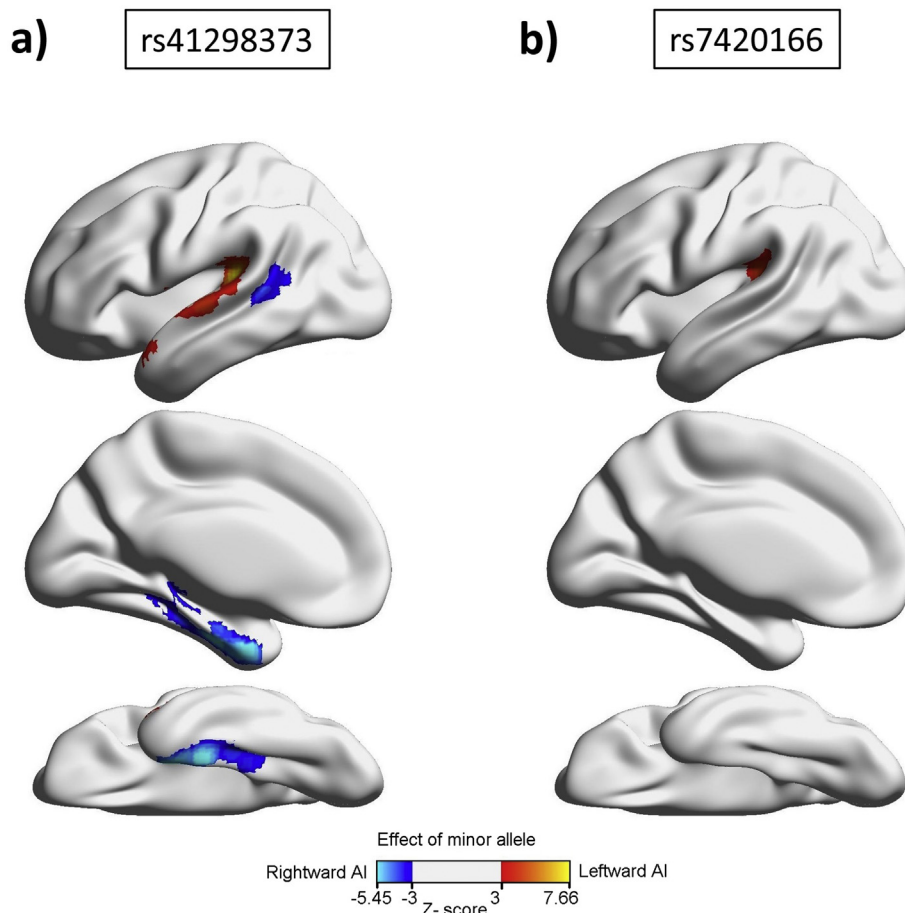 a)
rs41298373
b)
rs7420166
Effect of minor allele
Rightward AI
Leftward AI
-5.45 -3 3 7.66
Z- score